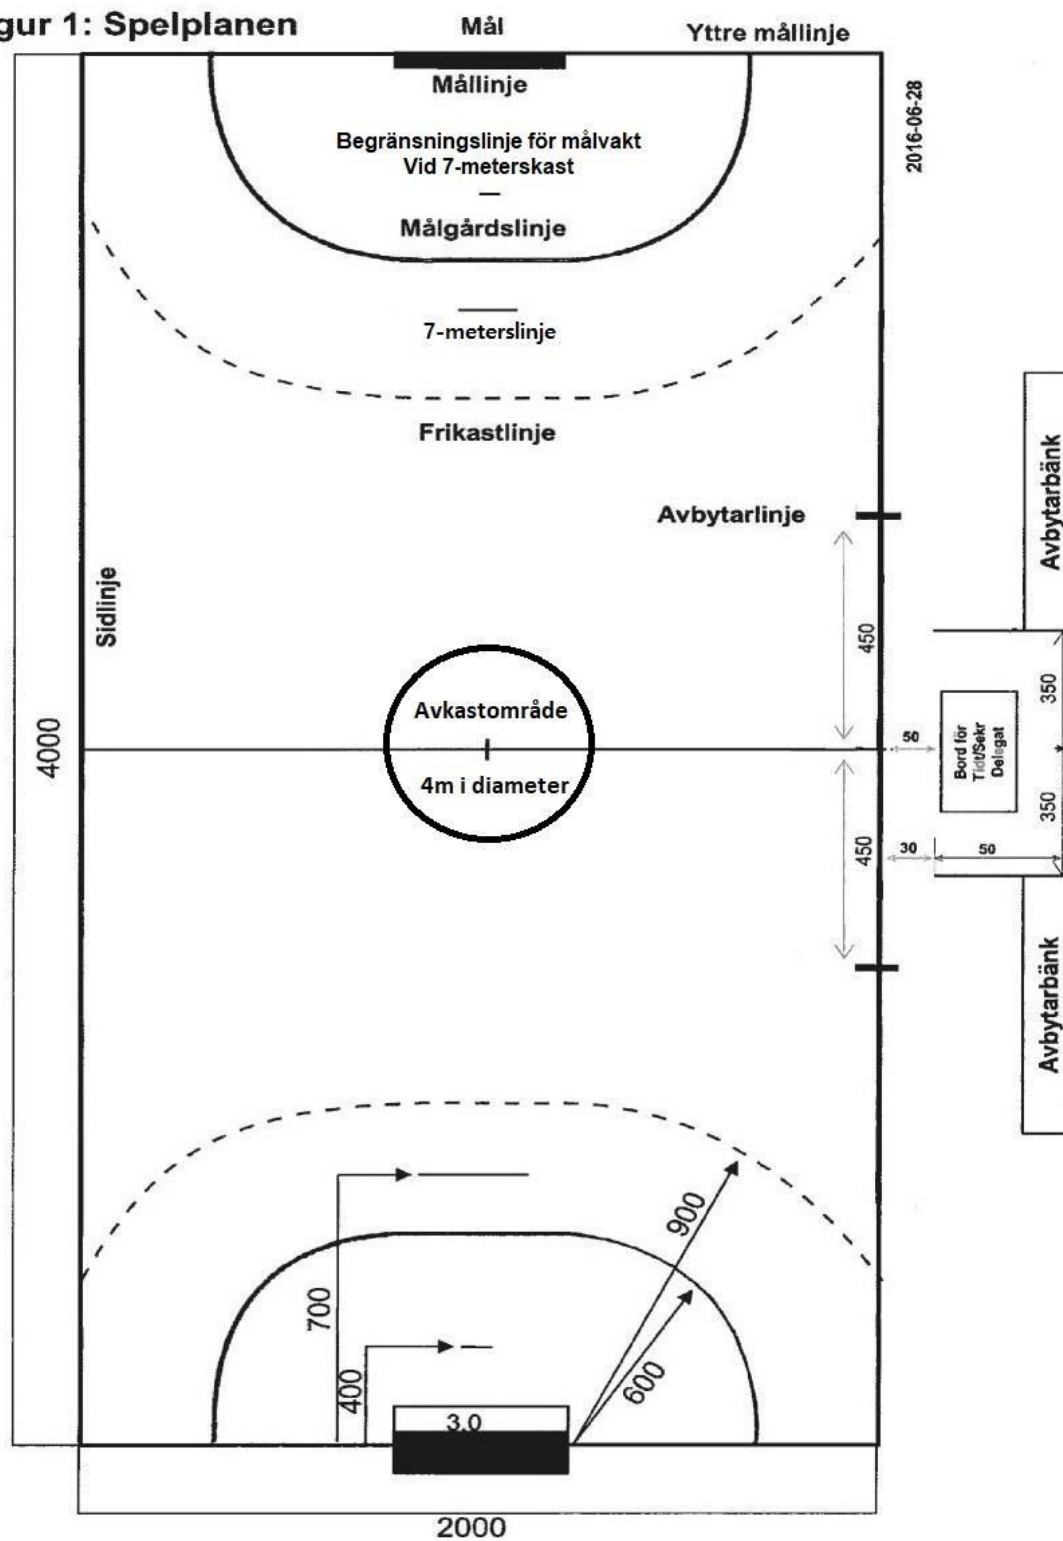 gur 1: Spelplanen
Mål
Yttre mållinje
Mållinje
2016-06-28
Begränsningslinje för målvakt
Vid 7-meterskast
Målgårdslinje
7-meterslinje
Frikastlinje
Avbytarbänk
Avbytarlinje
Sidlinje
450
Avkastområde
350
4000
50
Bord för
Tidt/Sekr
Delegat
4m i diameter
350
450
30
50
Avbytarbänk
900
700
400
600
3.0
2000